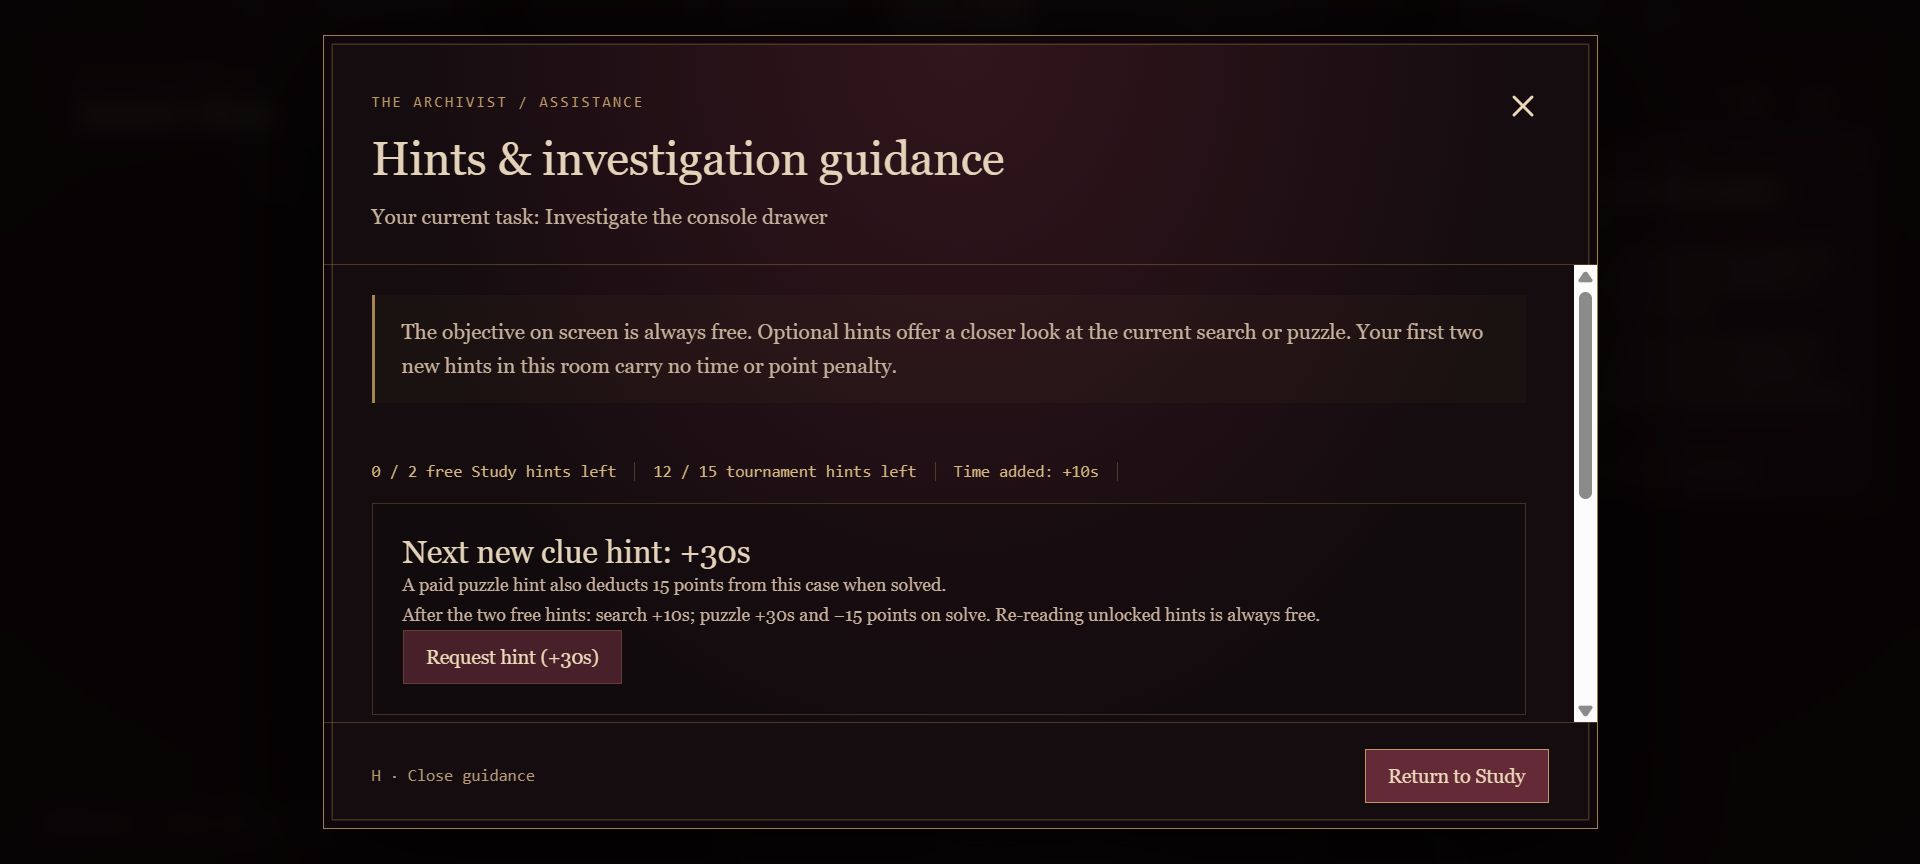 THE ARCHIVIST / ASSISTANCE
Hints & investigation guidance
Your current task: Investigate the console drawer
The objective on screen is always free. Optional hints offer a closer look at the current search or puzzle. Your first two
new hints in this room carry no time or point penalty.
0 / 2 free Study hints left
12 / 15 tournament hints left
Time added: +10s
Next new clue hint: +30s
A paid puzzle hint also deducts 15 points from this case when solved.
After the two free hints: search +10s; puzzle +30s and −15 points on solve. Re-reading unlocked hints is always free.
Request hint (+30s)
H · Close guidance
Return to Study